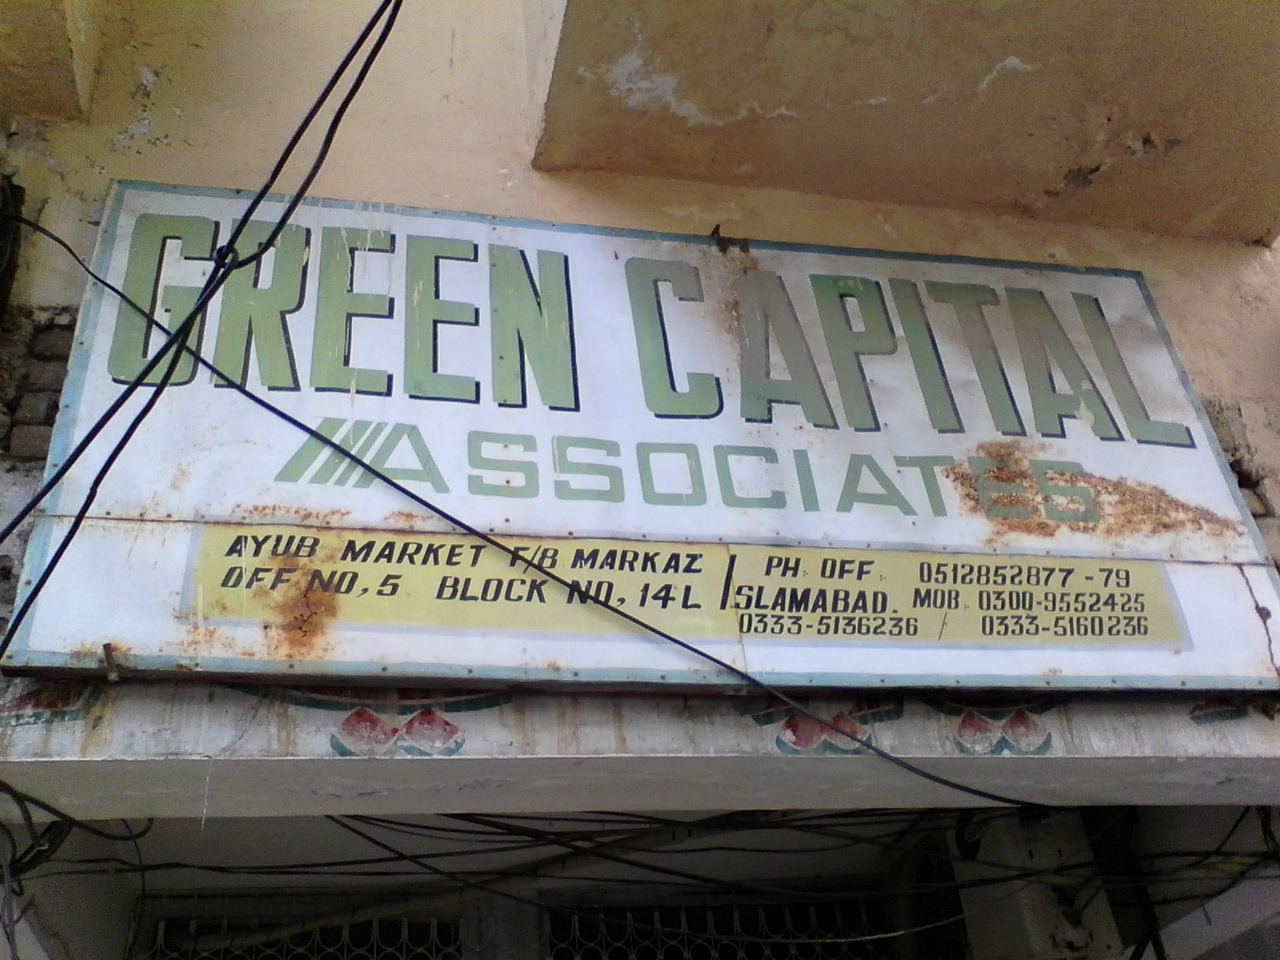 GREEN CAPITAL
ASSOCIATES
AYUB MARKET F/8 MARKAZ
OFF NO, 5 BLOCK NO, 14L
ISLAMABAD.
PH. OFF. 0512852877-79
MOB. 0300-9552425
0333-5136236 / 0333-5160236